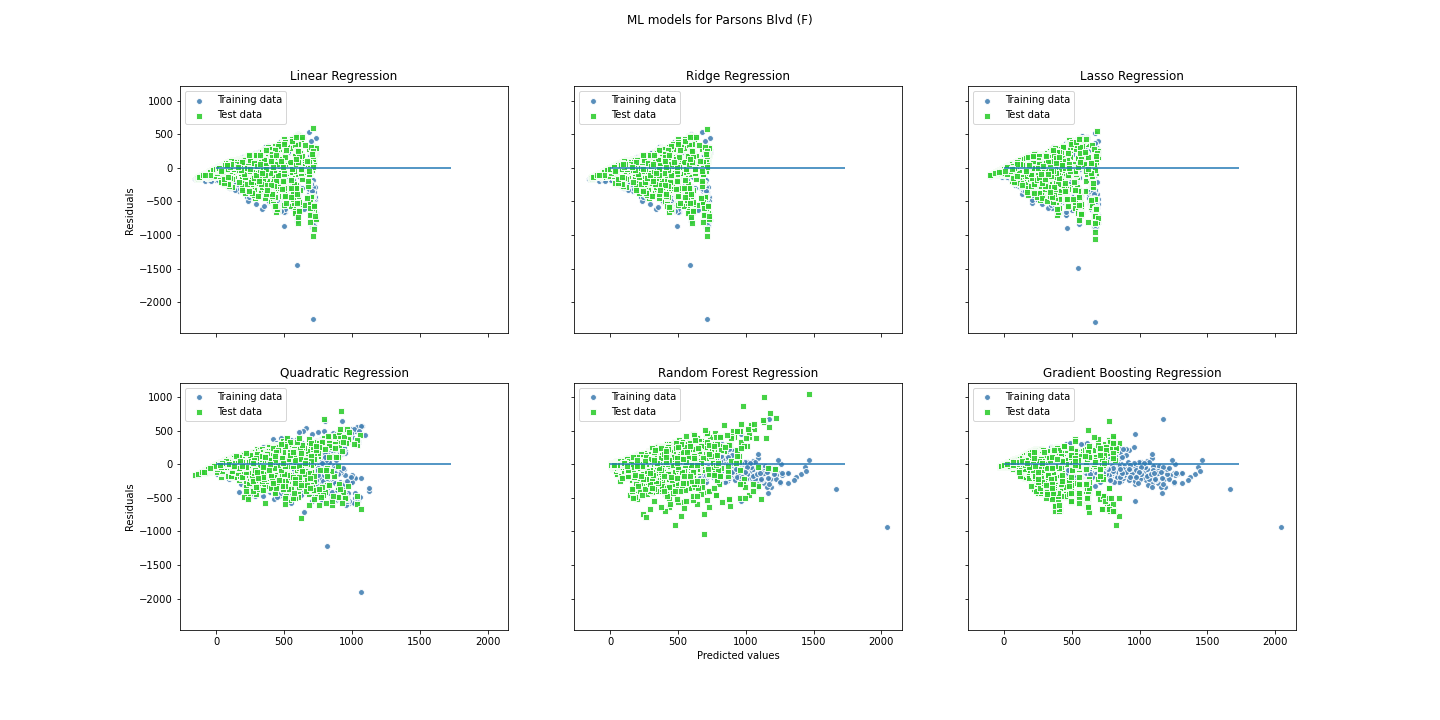 ML models for Parsons Blvd (F)
Linear Regression
Training data
Test data
1000
500
0
−500
−1000
−1500
−2000
Residuals
Ridge Regression
Training data
Test data
Lasso Regression
Training data
Test data
Quadratic Regression
Training data
Test data
1000
500
0
−500
−1000
−1500
−2000
Residuals
0 500 1000 1500 2000
Random Forest Regression
Training data
Test data
0 500 1000 1500 2000
Predicted values
Gradient Boosting Regression
Training data
Test data
0 500 1000 1500 2000